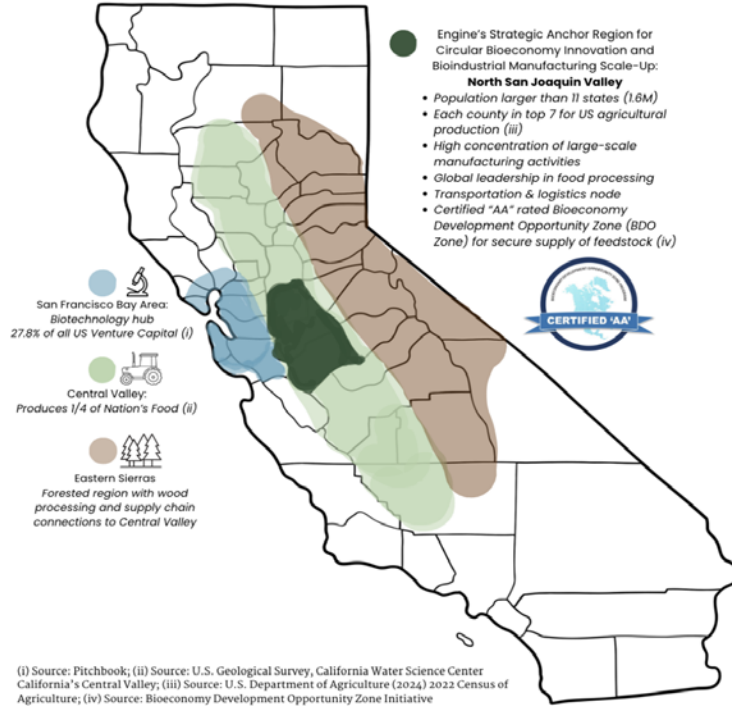 Engine's Strategic Anchor Region for
Circular Bioeconomy Innovation and
Bioindustrial Manufacturing Scale-Up:
North San Joaquin Valley
• Population larger than 11 states (1.6M)
• Each county in top 7 for US agricultural
production (iii)
• High concentration of large-scale
manufacturing activities
• Global leadership in food processing
• Transportation & logistics node
• Certified "AA" rated Bioeconomy
Development Opportunity Zone (BDO
Zone) for secure supply of feedstock (iv)
CERTIFIED 'AA'
San Francisco Bay Area:
Biotechnology hub
27.8% of all US Venture Capital (i)
Central Valley:
Produces 1/4 of Nation's Food (ii)
Eastern Sierras
Forested region with wood
processing and supply chain
connections to Central Valley
(i) Source: Pitchbook; (ii) Source: U.S. Geological Survey, California Water Science Center
California's Central Valley; (iii) Source: U.S. Department of Agriculture (2024) 2022 Census of
Agriculture; (iv) Source: Bioeconomy Development Opportunity Zone Initiative